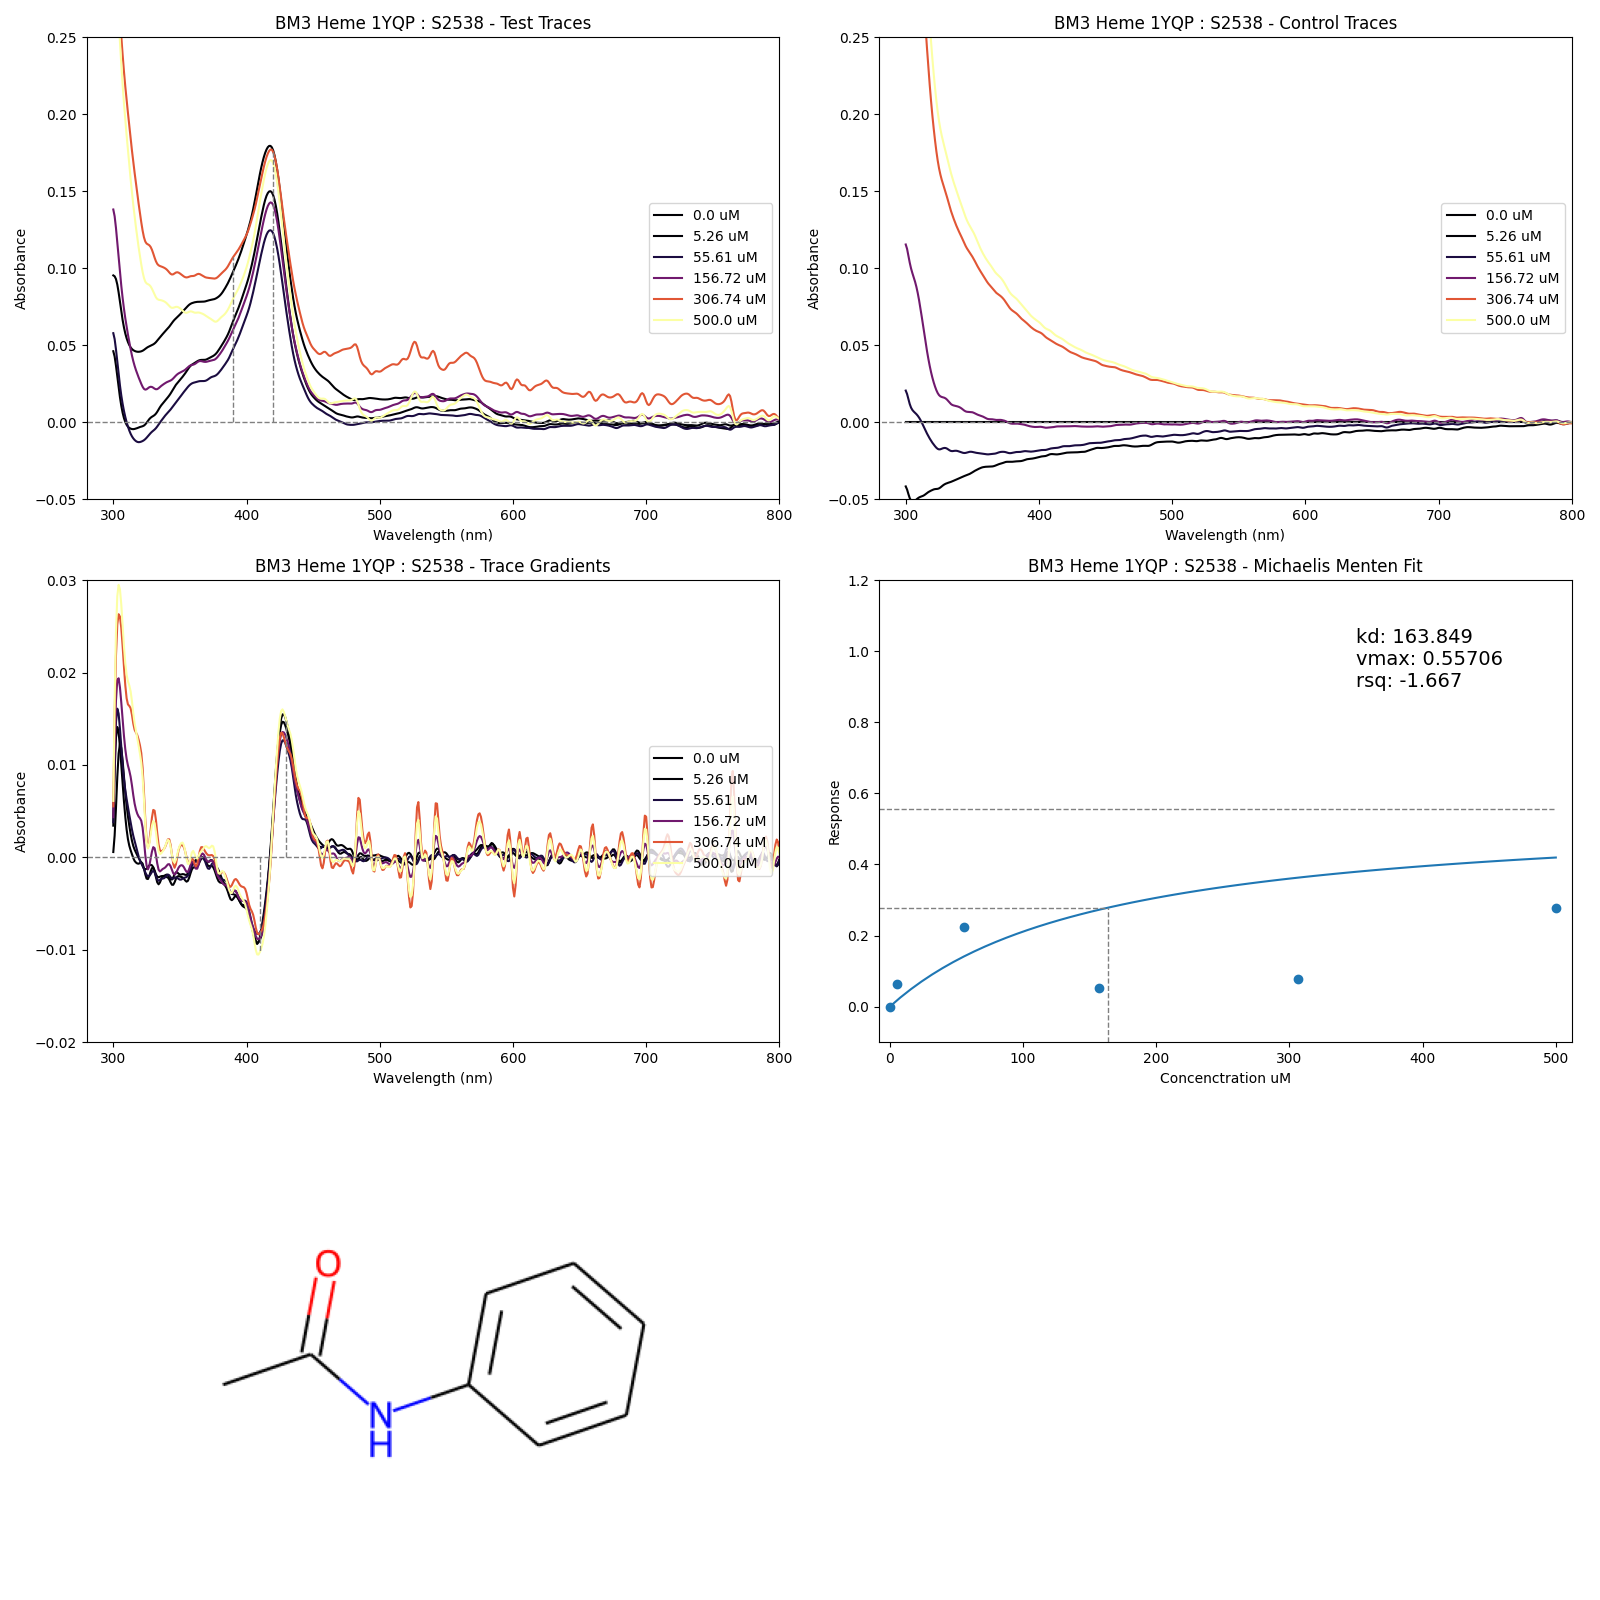 BM3 Heme 1YQP : S2538 - Test Traces
0.25
0.20
0.15
0.10
0.05
0.00
−0.05
Absorbance
300 400 500 600 700 800
Wavelength (nm)
0.0 uM
5.26 uM
55.61 uM
156.72 uM
306.74 uM
500.0 uM
BM3 Heme 1YQP : S2538 - Control Traces
0.25
0.20
0.15
0.10
0.05
0.00
−0.05
Absorbance
300 400 500 600 700 800
Wavelength (nm)
0.0 uM
5.26 uM
55.61 uM
156.72 uM
306.74 uM
500.0 uM
BM3 Heme 1YQP : S2538 - Trace Gradients
0.03
0.02
0.01
0.00
−0.01
−0.02
Absorbance
300 400 500 600 700 800
Wavelength (nm)
0.0 uM
5.26 uM
55.61 uM
156.72 uM
306.74 uM
500.0 uM
BM3 Heme 1YQP : S2538 - Michaelis Menten Fit
1.2
1.0
0.8
0.6
0.4
0.2
0.0
Response
0 100 200 300 400 500
Concenctration uM
kd: 163.849
vmax: 0.55706
rsq: -1.667
O
N
H